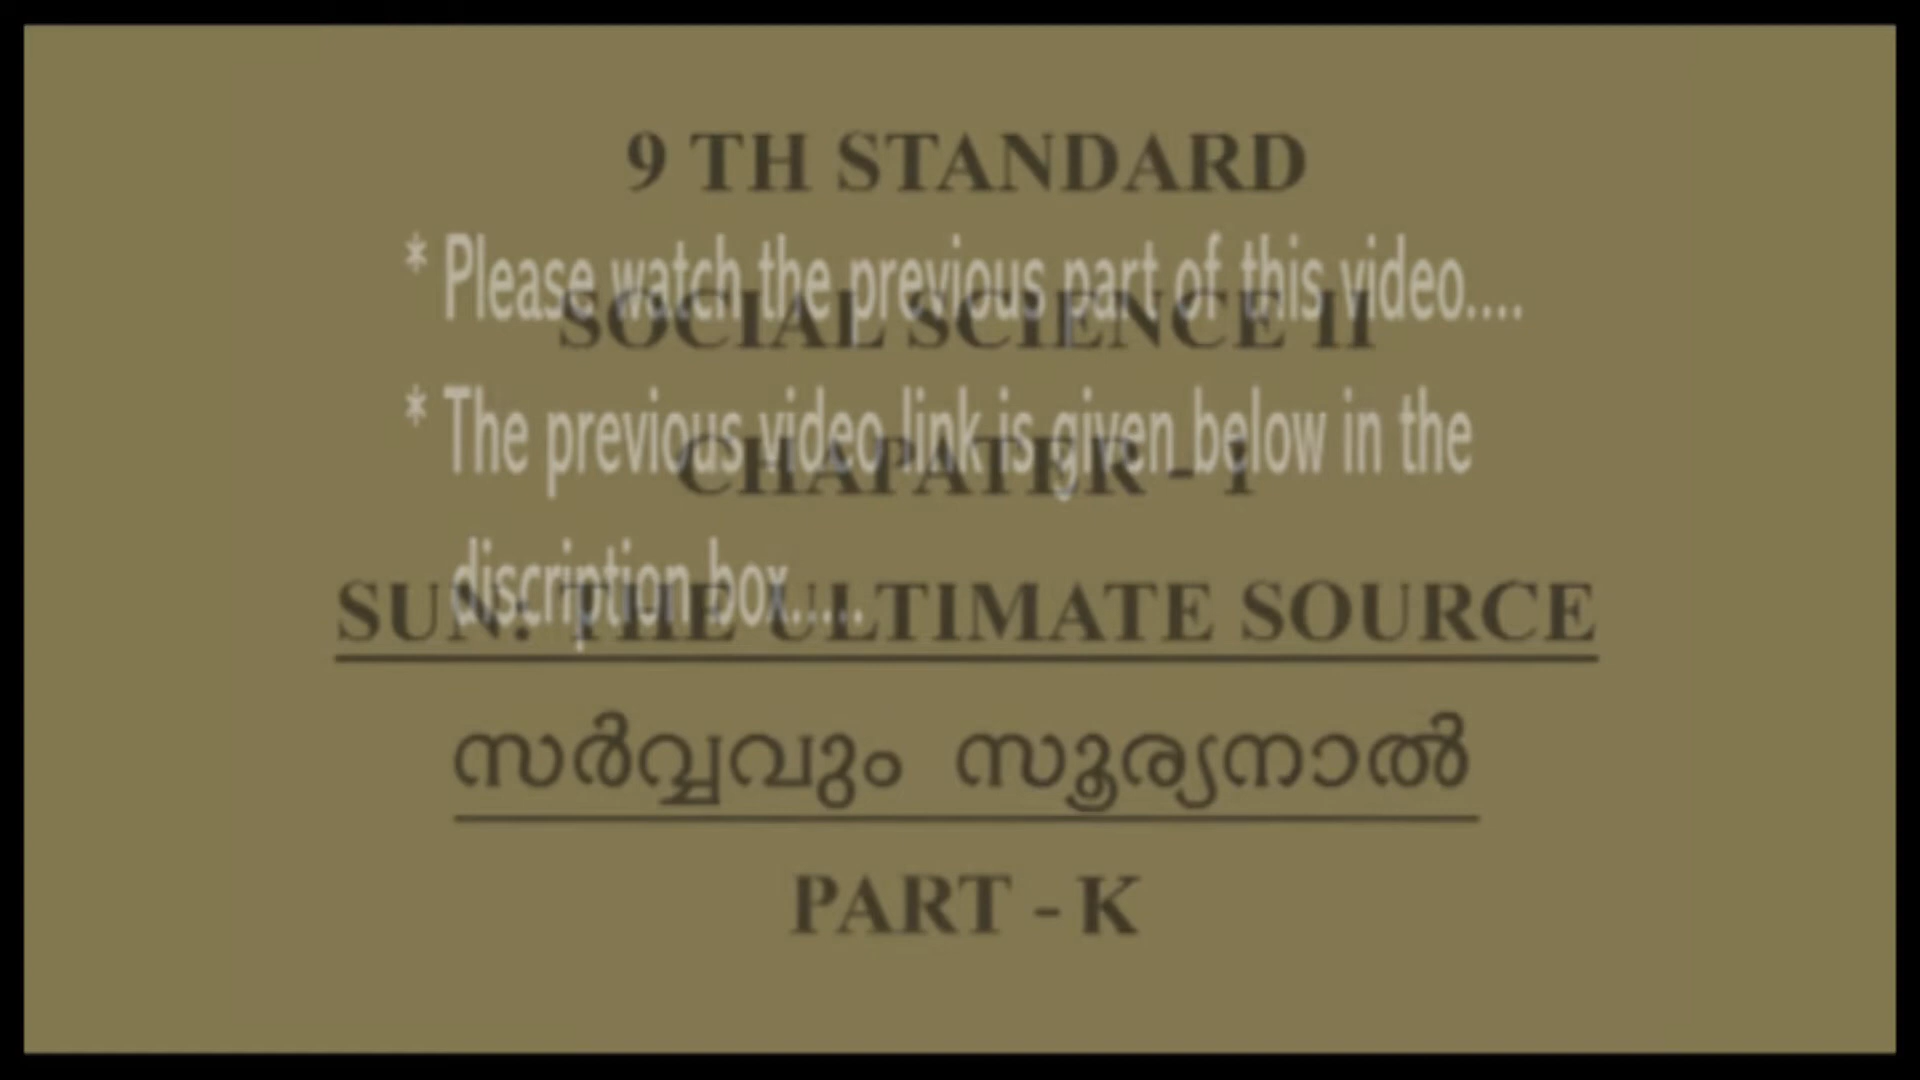 9 TH STANDARD
* Please watch the previous part of this video....
SOCIAL SCIENCE II
* The previous video link is given below in the
CHAPATER - 1
discription box.....
SUN: THE ULTIMATE SOURCE
സർവ്വവും സൂര്യനാൽ
PART - K